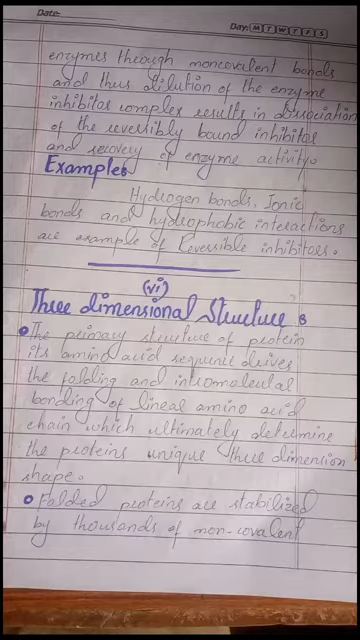 Date:
Day: M T W T F S
enzymes through noncovalent bonds
and thus dilution of the enzyme
inhibitor complex results in dissociation
of the reversibly bound inhibitor
and recovery of enzyme activity.
Examples
Hydrogen bonds, Ionic
bonds and hydrophobic interactions
are example of Reversible inhibitors.
(vi)
Three dimensional Structure :
The primary structure of protein
its amino acid sequence drives
the folding and intramolecular
bonding of linear amino acid
chain which ultimately determine
the proteins unique three dimension
shape.
Folded proteins are stabilized
by thousands of non-covalent